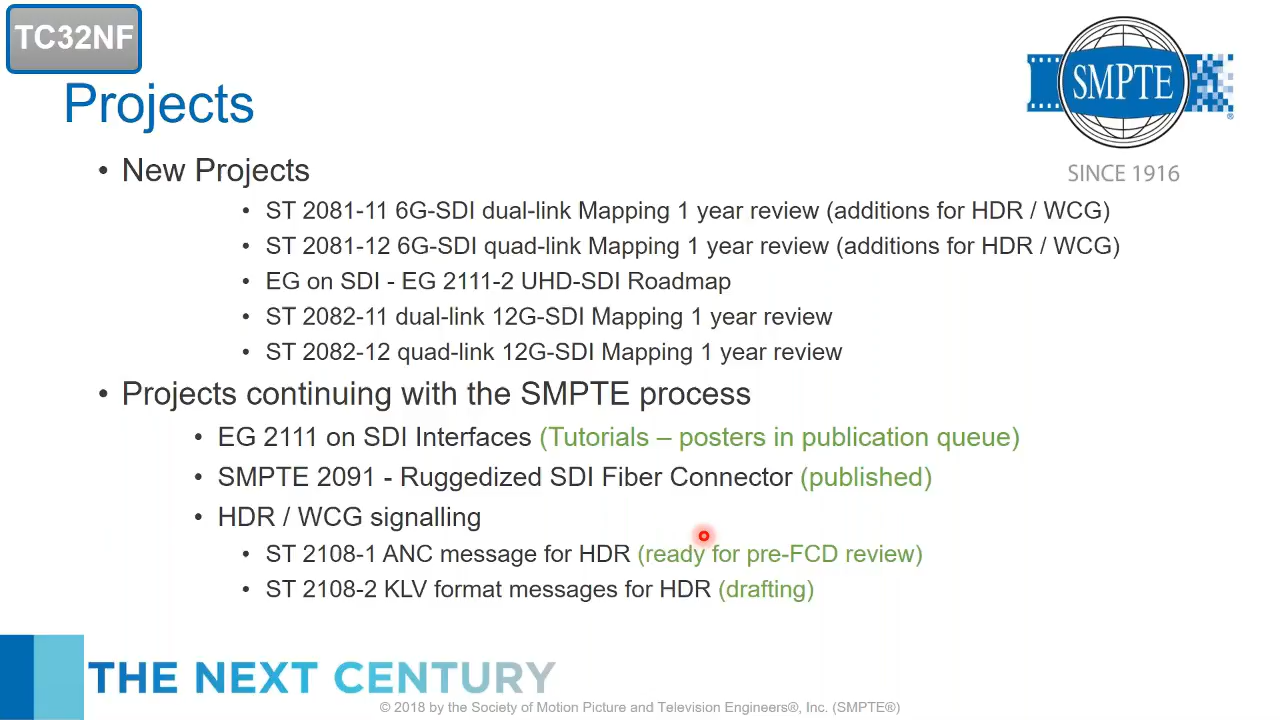 TC32NF
SMPTE
®
SINCE 1916
Projects
• New Projects
• ST 2081-11 6G-SDI dual-link Mapping 1 year review (additions for HDR / WCG)
• ST 2081-12 6G-SDI quad-link Mapping 1 year review (additions for HDR / WCG)
• EG on SDI - EG 2111-2 UHD-SDI Roadmap
• ST 2082-11 dual-link 12G-SDI Mapping 1 year review
• ST 2082-12 quad-link 12G-SDI Mapping 1 year review
• Projects continuing with the SMPTE process
• EG 2111 on SDI Interfaces (Tutorials – posters in publication queue)
• SMPTE 2091 - Ruggedized SDI Fiber Connector (published)
• HDR / WCG signalling
• ST 2108-1 ANC message for HDR (ready for pre-FCD review)
• ST 2108-2 KLV format messages for HDR (drafting)
THE NEXT CENTURY
© 2018 by the Society of Motion Picture and Television Engineers®, Inc. (SMPTE®)